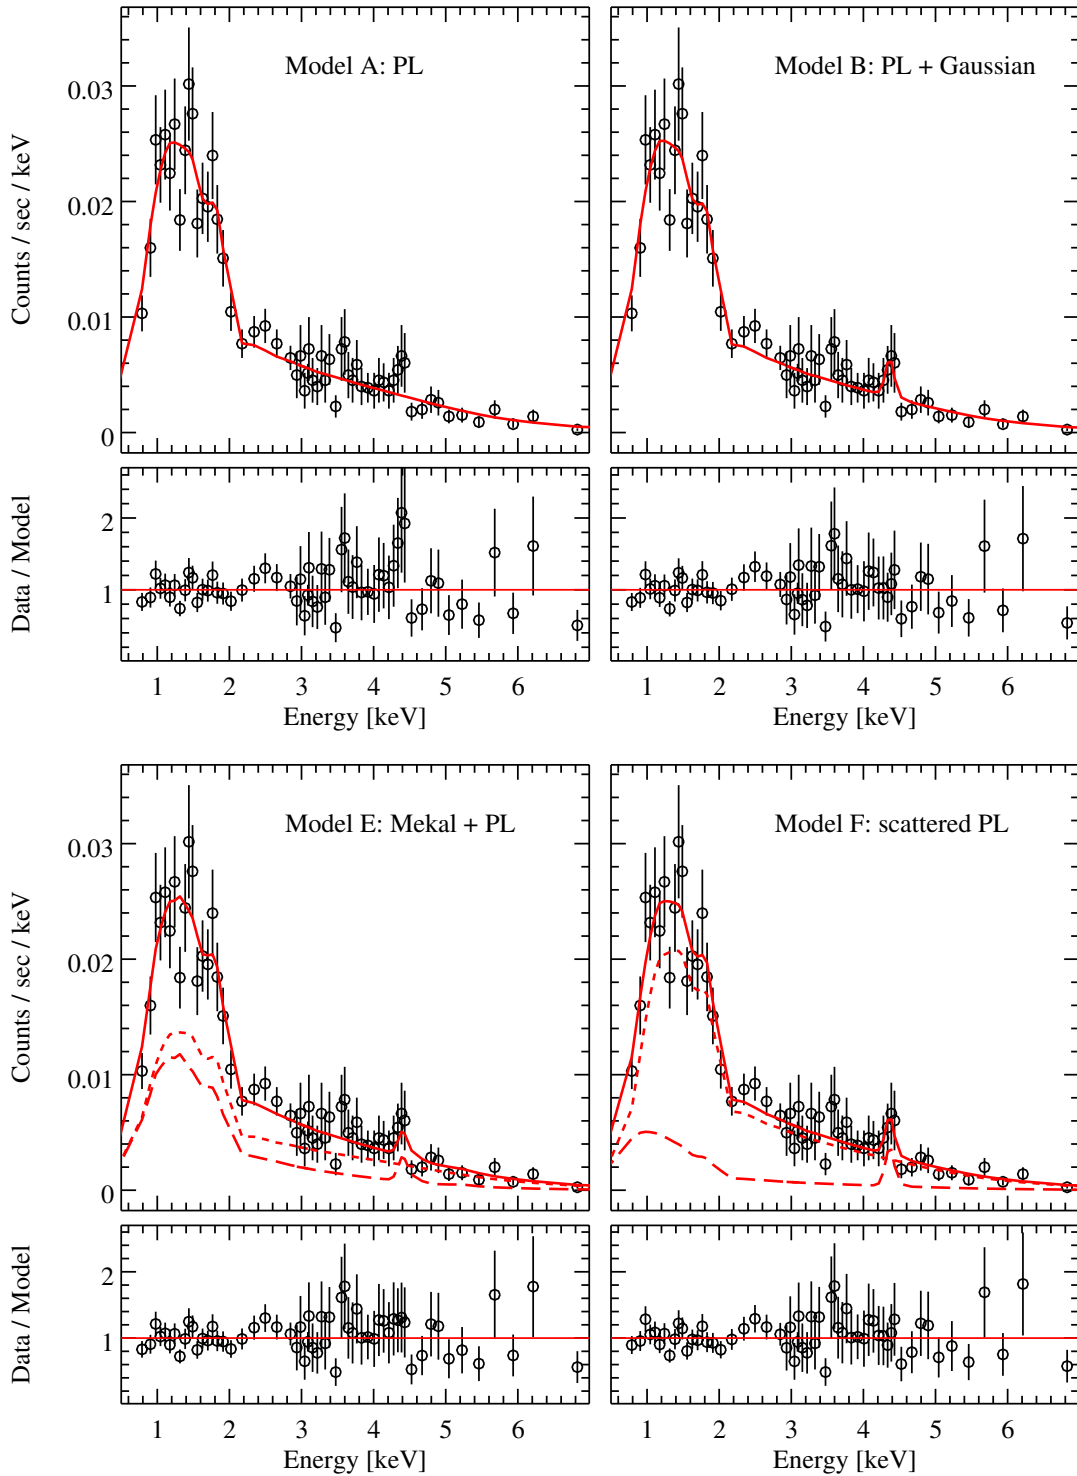 Model A: PL
Model B: PL + Gaussian
Counts / sec / keV
0.03
0.02
0.01
0
Data / Model
2
1
1 2 3 4 5 6
1 2 3 4 5 6
Energy [keV]
Energy [keV]
Model E: Mekal + PL
Model F: scattered PL
Counts / sec / keV
0.03
0.02
0.01
0
Data / Model
2
1
1 2 3 4 5 6
1 2 3 4 5 6
Energy [keV]
Energy [keV]